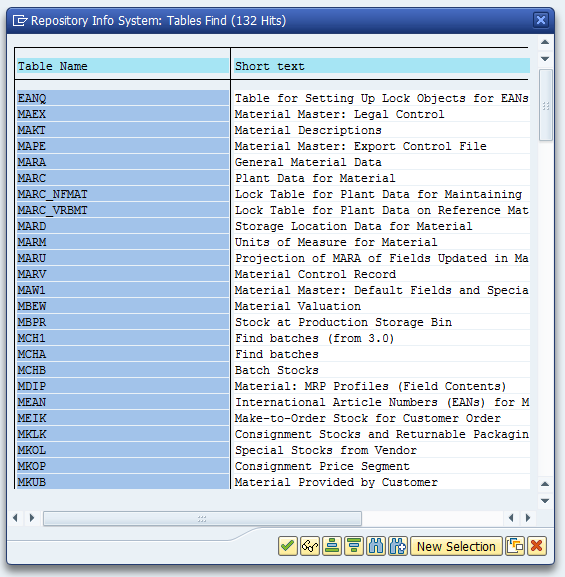 Repository Info System: Tables Find (132 Hits)
Table Name Short text
EANQ Table for Setting Up Lock Objects for EANs
MAEX Material Master: Legal Control
MAKT Material Descriptions
MAPE Material Master: Export Control File
MARA General Material Data
MARC Plant Data for Material
MARC_NFMAT Lock Table for Plant Data for Maintaining
MARC_VRBMT Lock Table for Plant Data on Reference Mat
MARD Storage Location Data for Material
MARM Units of Measure for Material
MARU Projection of MARA of Fields Updated in Ma
MARV Material Control Record
MAW1 Material Master: Default Fields and Specia
MBEW Material Valuation
MBPR Stock at Production Storage Bin
MCH1 Find batches (from 3.0)
MCHA Find batches
MCHB Batch Stocks
MDIP Material: MRP Profiles (Field Contents)
MEAN International Article Numbers (EANs) for M
MEIK Make-to-Order Stock for Customer Order
MKLK Consignment Stocks and Returnable Packagin
MKOL Special Stocks from Vendor
MKOP Consignment Price Segment
MKUB Material Provided by Customer
New Selection